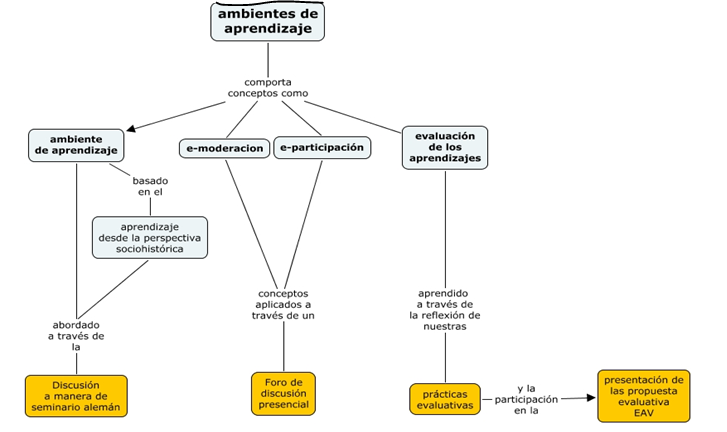 ambientes de
aprendizaje
comporta
conceptos como
ambiente
de aprendizaje
e-moderacion
e-participación
evaluación
de los
aprendizajes
basado
en el
aprendizaje
desde la perspectiva
sociohistórica
abordado
a través de
la
conceptos
aplicados a
través de un
aprendido
a través de
la reflexión de
nuestras
Discusión
a manera de
seminario alemán
Foro de
discusión
presencial
prácticas
evaluativas
y la
participación
en la
presentación de
las propuesta
evaluativa
EAV